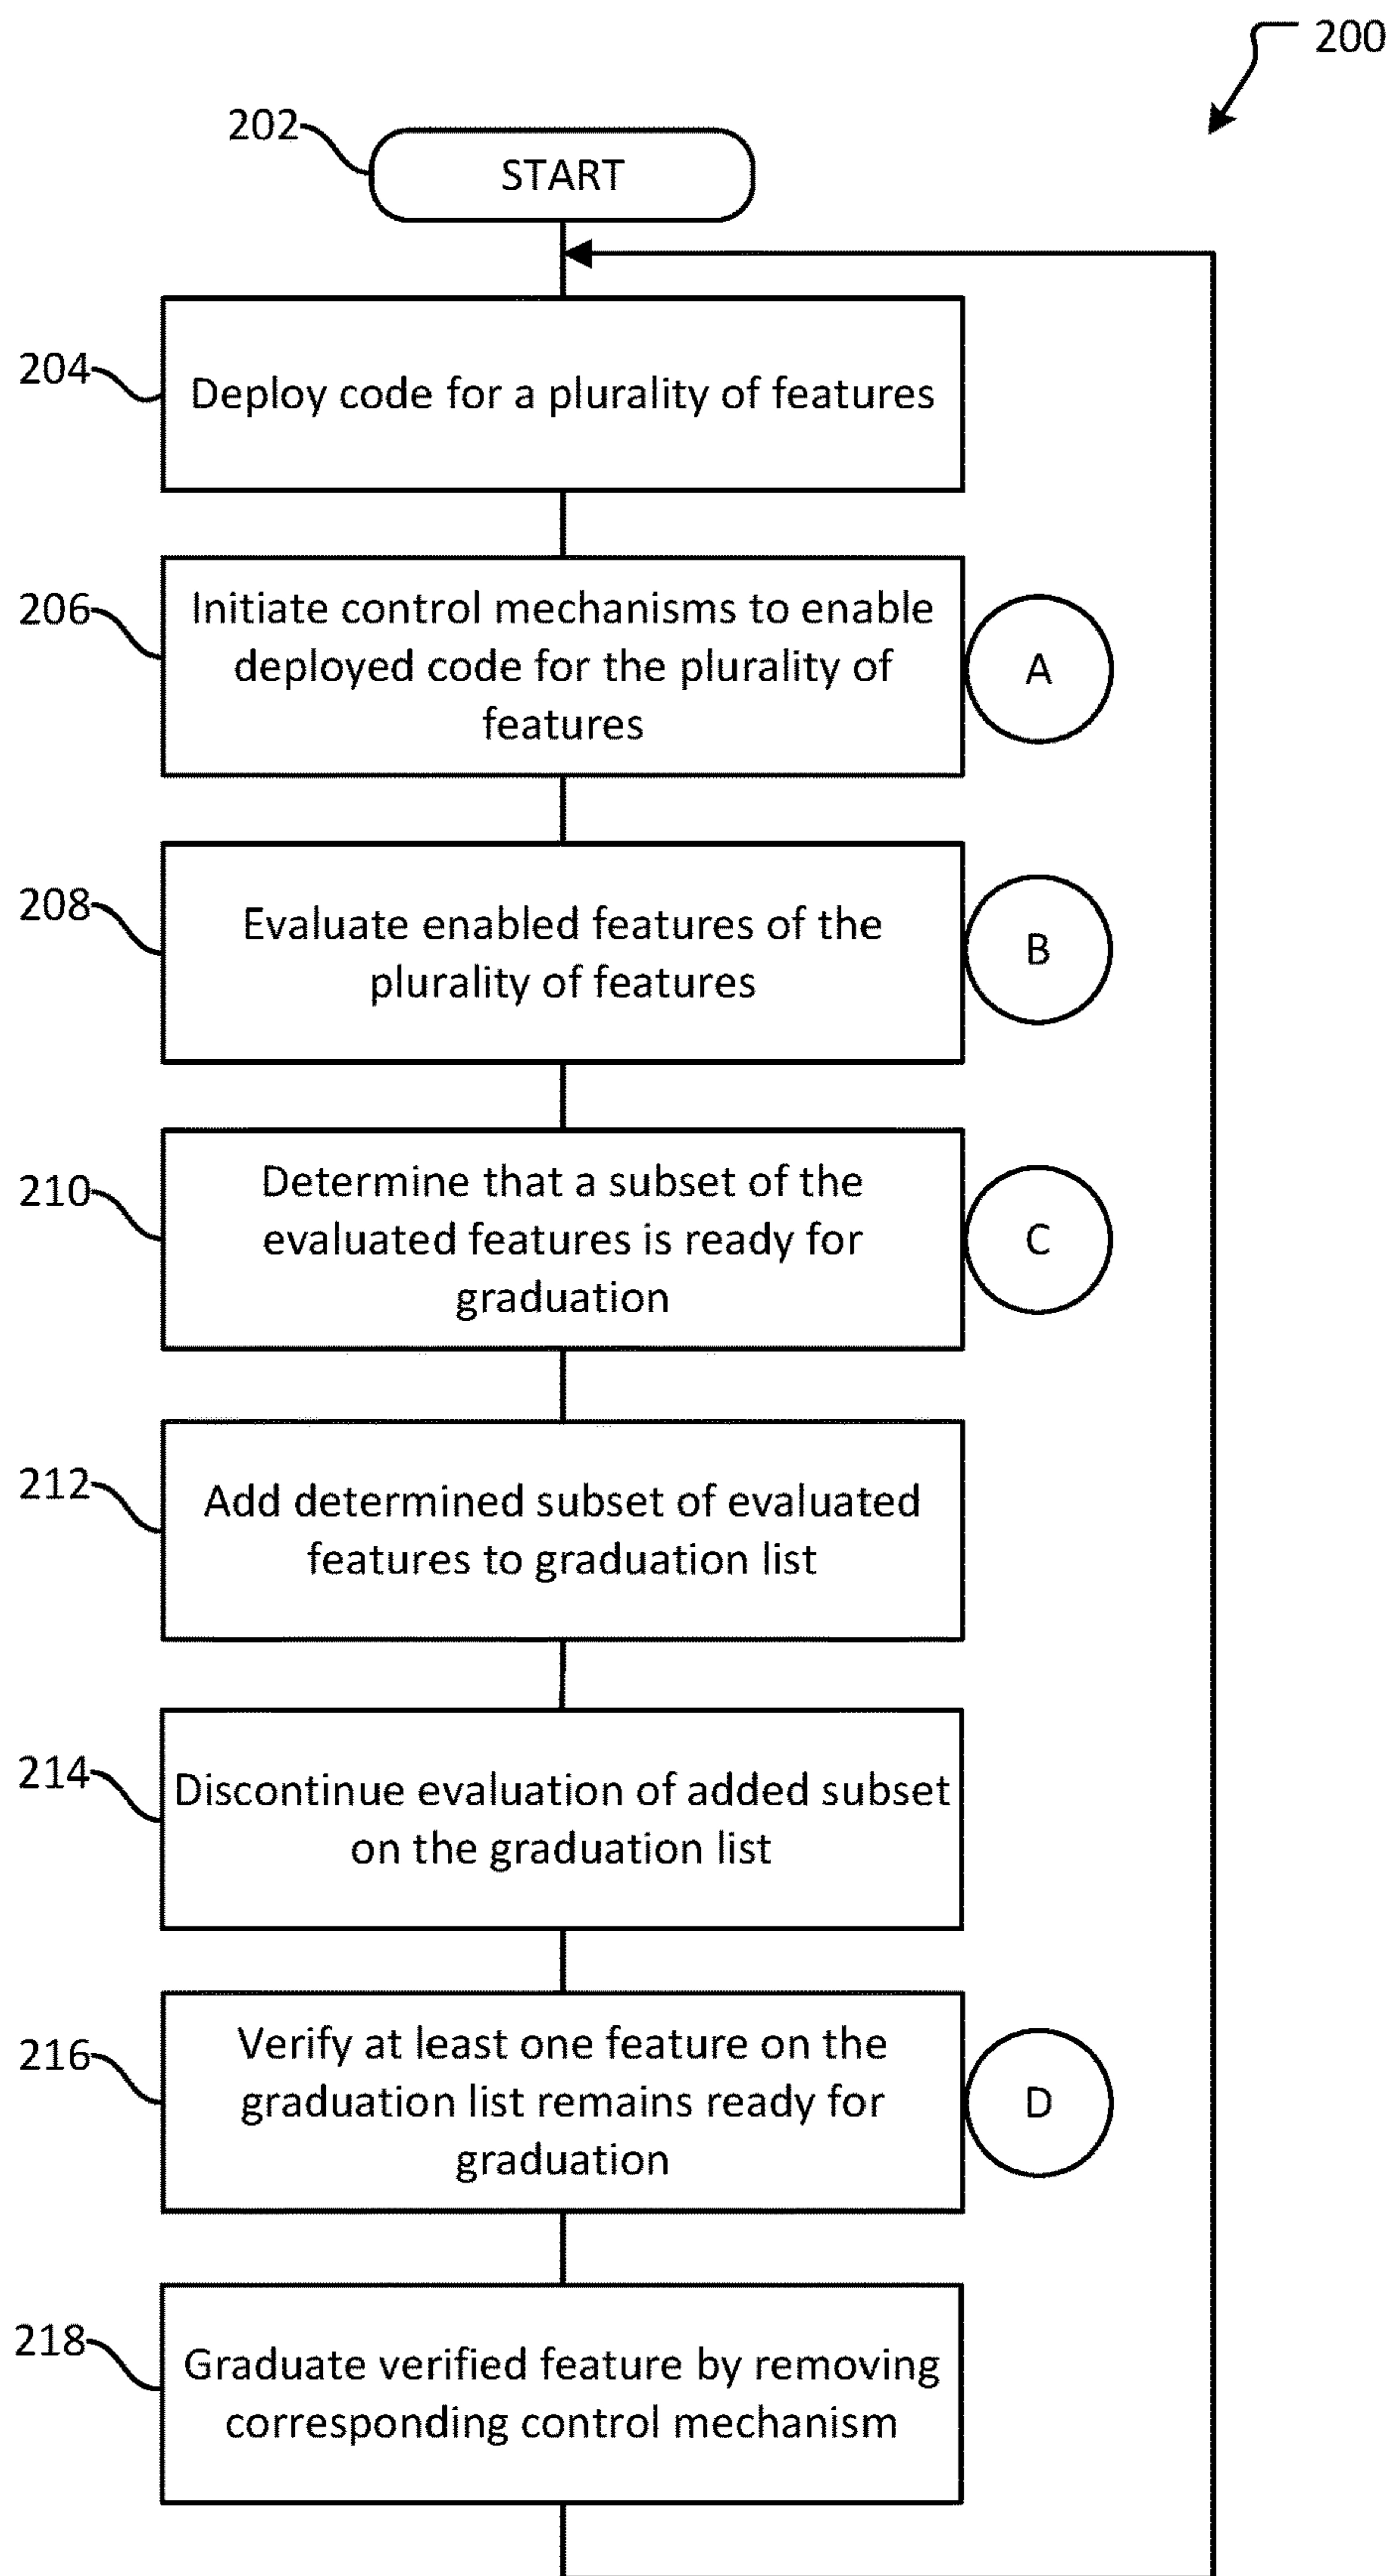 200
202
START
204
Deploy code for a plurality of features
206
Initiate control mechanisms to enable
deployed code for the plurality of
features
A
208
Evaluate enabled features of the
plurality of features
B
210
Determine that a subset of the
evaluated features is ready for
graduation
C
212
Add determined subset of evaluated
features to graduation list
214
Discontinue evaluation of added subset
on the graduation list
216
Verify at least one feature on the
graduation list remains ready for
graduation
D
218
Graduate verified feature by removing
corresponding control mechanism